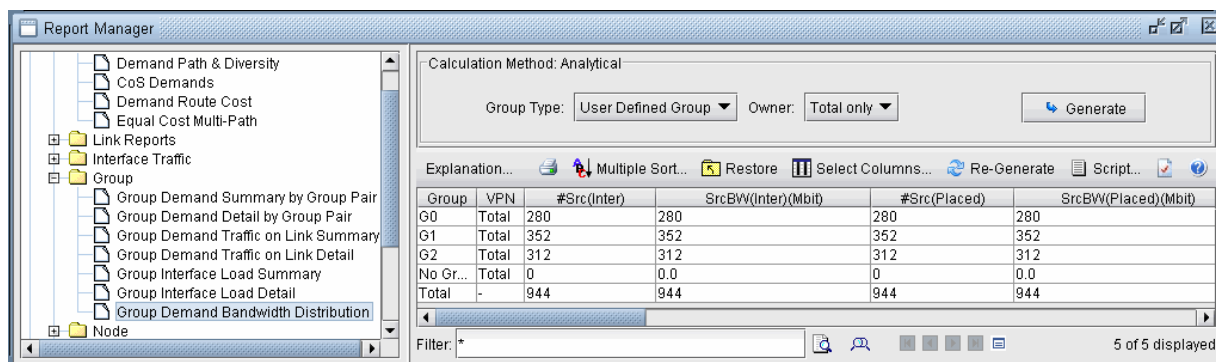 Report Manager
Demand Path & Diversity
CoS Demands
Demand Route Cost
Equal Cost Multi-Path
Link Reports
Interface Traffic
Group
Group Demand Summary by Group Pair
Group Demand Detail by Group Pair
Group Demand Traffic on Link Summary
Group Demand Traffic on Link Detail
Group Interface Load Summary
Group Interface Load Detail
Group Demand Bandwidth Distribution
Node
Calculation Method: Analytical
Group Type: User Defined Group Owner: Total only Generate
Explanation... Multiple Sort... Restore Select Columns... Re-Generate Script...
Group VPN #Src(Inter) SrcBW(Inter)(Mbit) #Src(Placed) SrcBW(Placed)(Mbit)
G0 Total 280 280 280 280
G1 Total 352 352 352 352
G2 Total 312 312 312 312
No Gr... Total 0 0.0 0 0.0
Total - 944 944 944 944
Filter: * 5 of 5 displayed